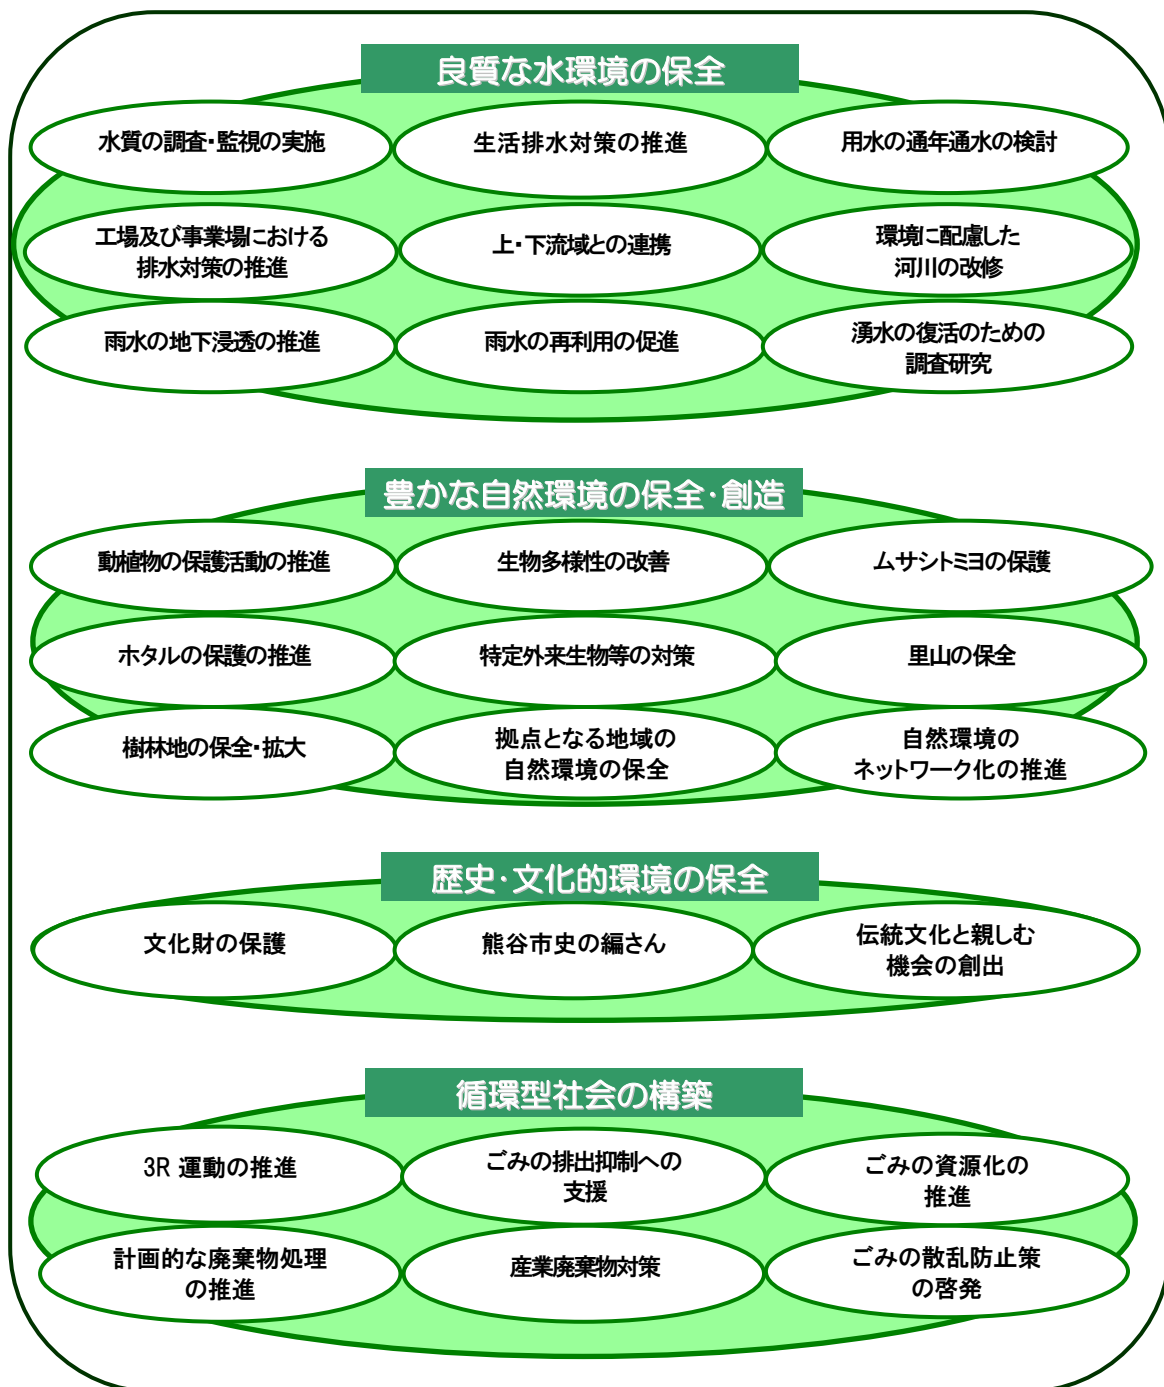 良質な水環境の保全
水質の調査・監視の実施
生活排水対策の推進
用水の通年通水の検討
工場及び事業場における
排水対策の推進
上・下流域との連携
環境に配慮した
河川の改修
雨水の地下浸透の推進
雨水の再利用の促進
湧水の復活のための
調査研究
豊かな自然環境の保全・創造
動植物の保護活動の推進
生物多様性の改善
ムサシトミヨの保護
ホタルの保護の推進
特定外来生物等の対策
里山の保全
樹林地の保全・拡大
拠点となる地域の
自然環境の保全
自然環境の
ネットワーク化の推進
歴史・文化的環境の保全
文化財の保護
熊谷市史の編さん
伝統文化と親しむ
機会の創出
循環型社会の構築
3R 運動の推進
ごみの排出抑制への
支援
ごみの資源化の
推進
計画的な廃棄物処理
の推進
産業廃棄物対策
ごみの散乱防止策
の啓発